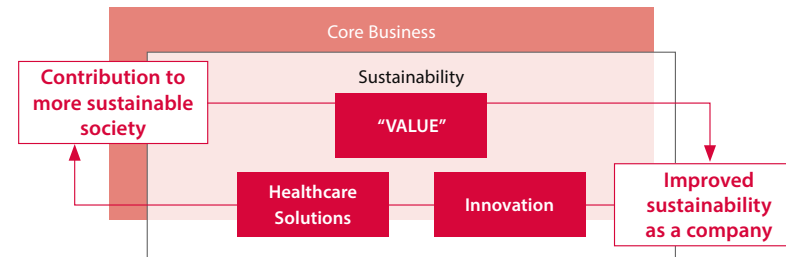 Core Business
Sustainability
Contribution to
more sustainable
society
“VALUE”
Healthcare
Solutions
Innovation
Improved
sustainability
as a company